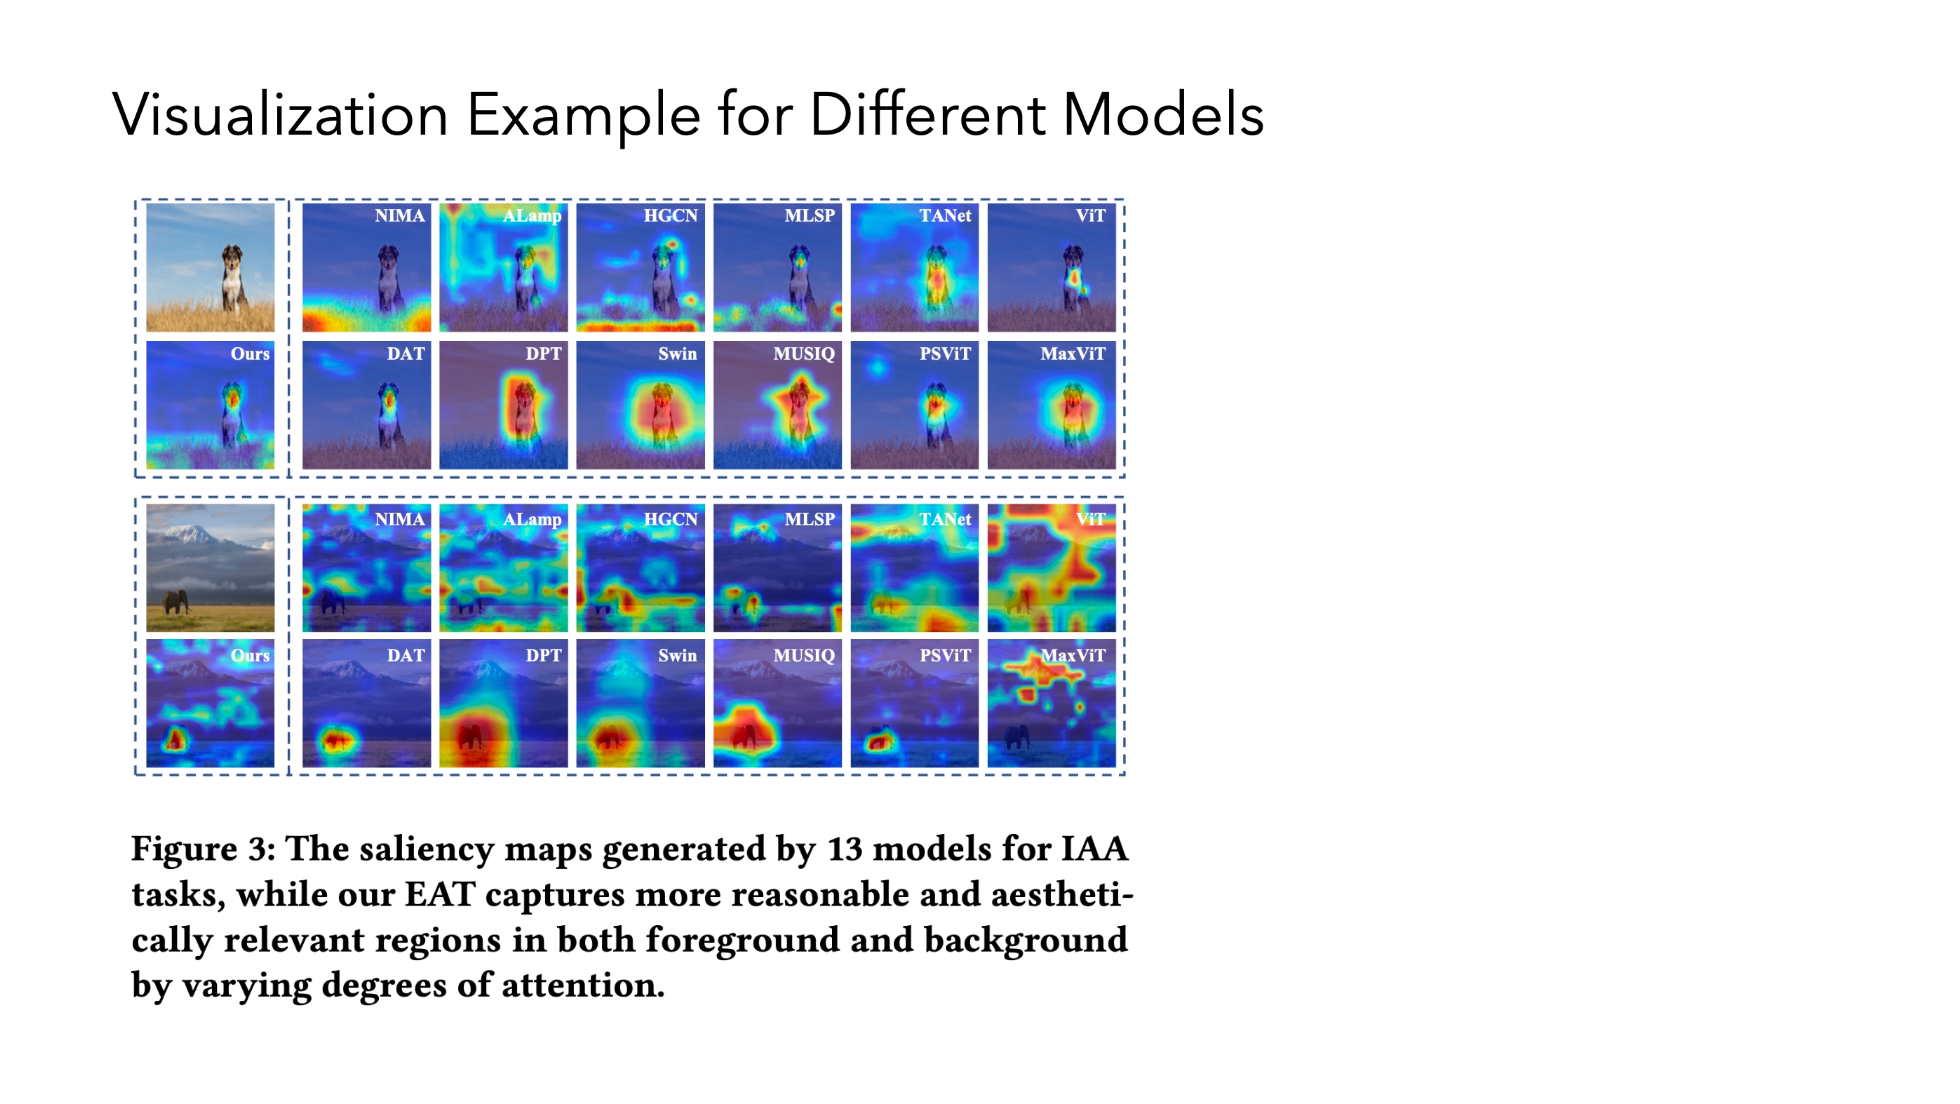 Visualization Example for Different Models
NIMA ALamp HGCN MLSP TANet ViT
Ours DAT DPT Swin MUSIQ PSViT MaxViT
NIMA ALamp HGCN MLSP TANet ViT
Ours DAT DPT Swin MUSIQ PSViT MaxViT
Figure 3: The saliency maps generated by 13 models for IAA
tasks, while our EAT captures more reasonable and aestheti-
cally relevant regions in both foreground and background
by varying degrees of attention.